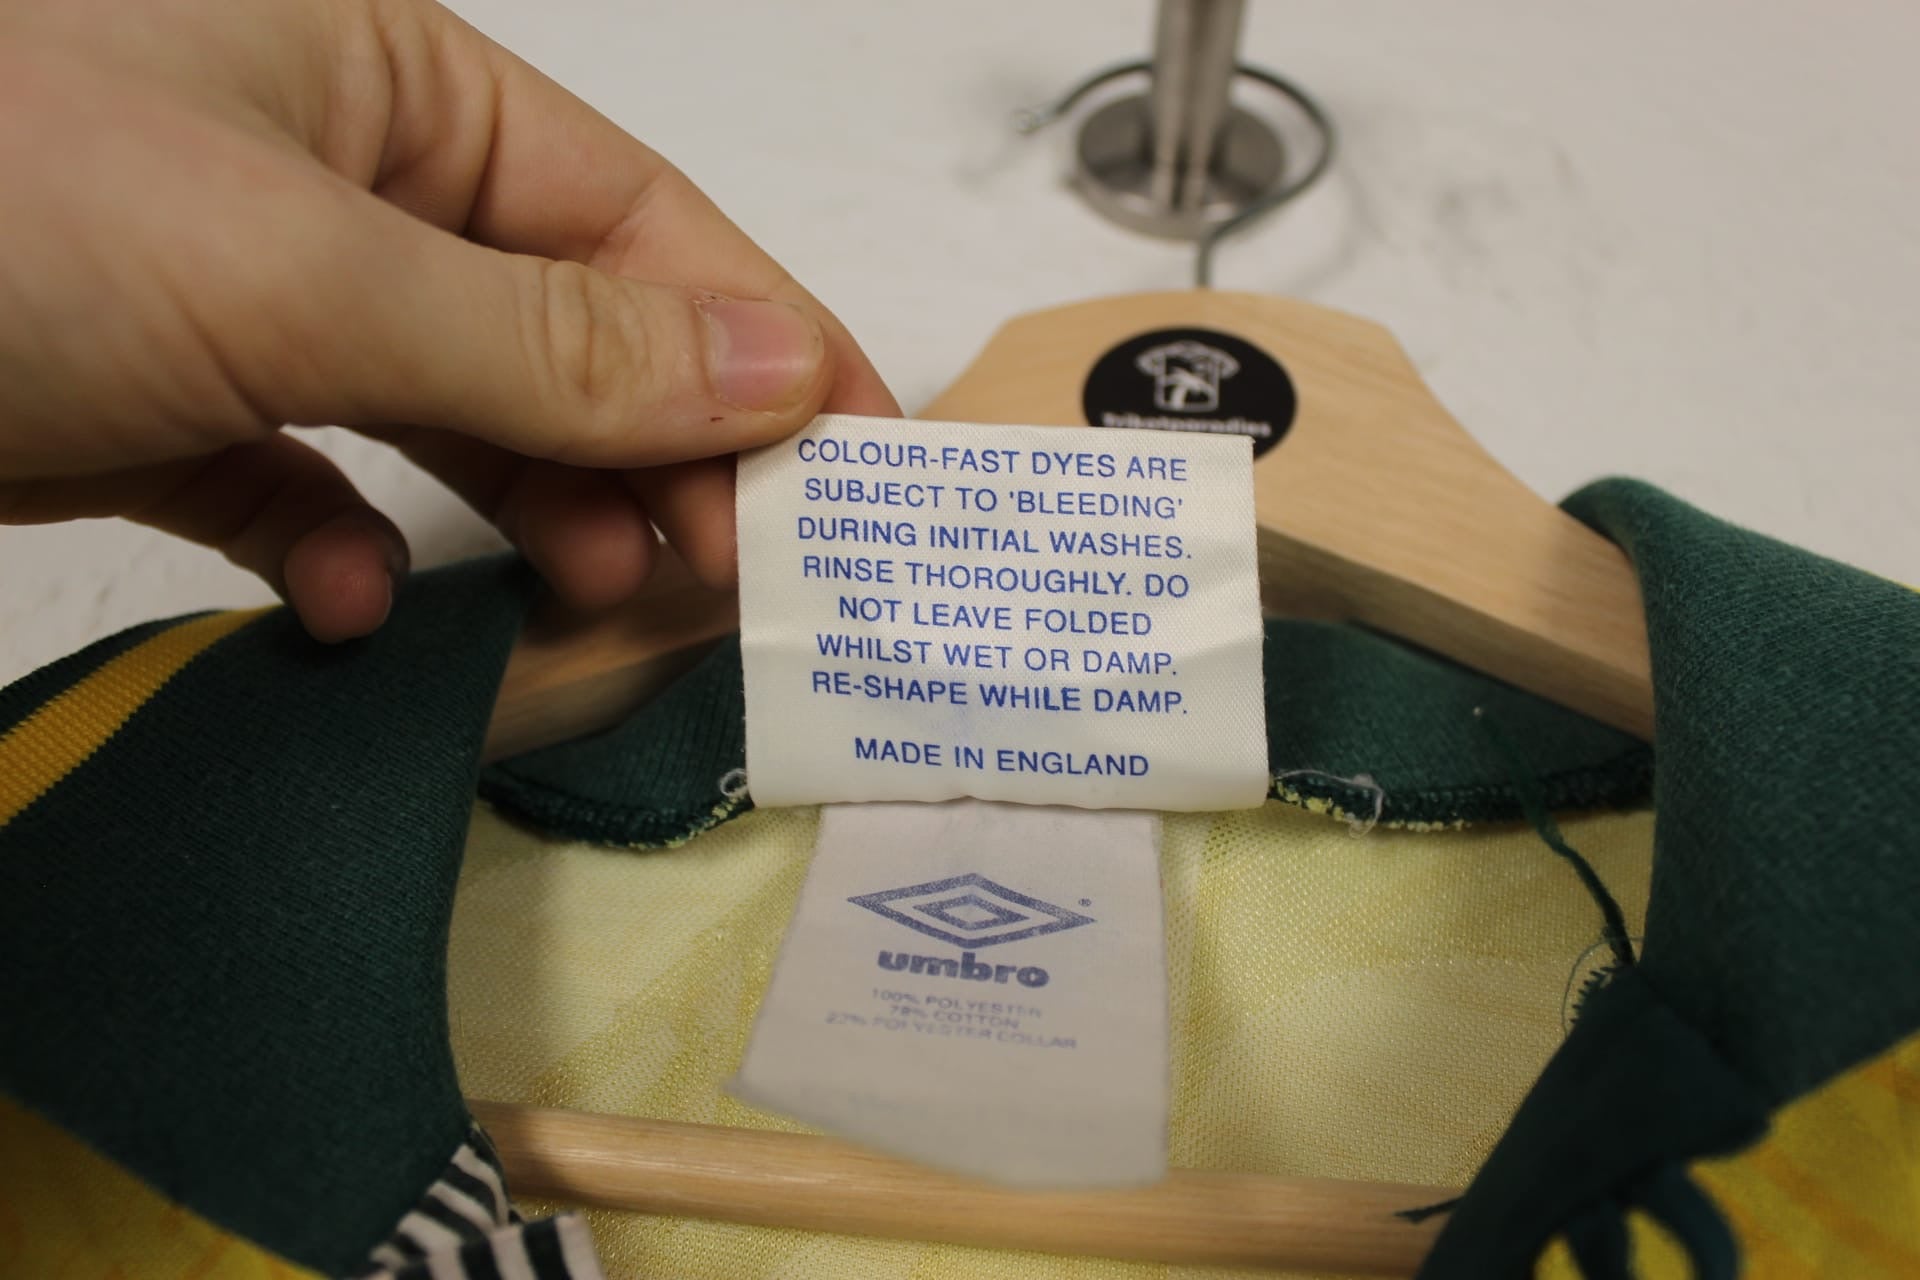 trikotparadies
COLOUR-FAST DYES ARE
SUBJECT TO 'BLEEDING'
DURING INITIAL WASHES.
RINSE THOROUGHLY. DO
NOT LEAVE FOLDED
WHILST WET OR DAMP.
RE-SHAPE WHILE DAMP.
MADE IN ENGLAND
®
umbro
100% POLYESTER
78% COTTON
22% POLYESTER COLLAR